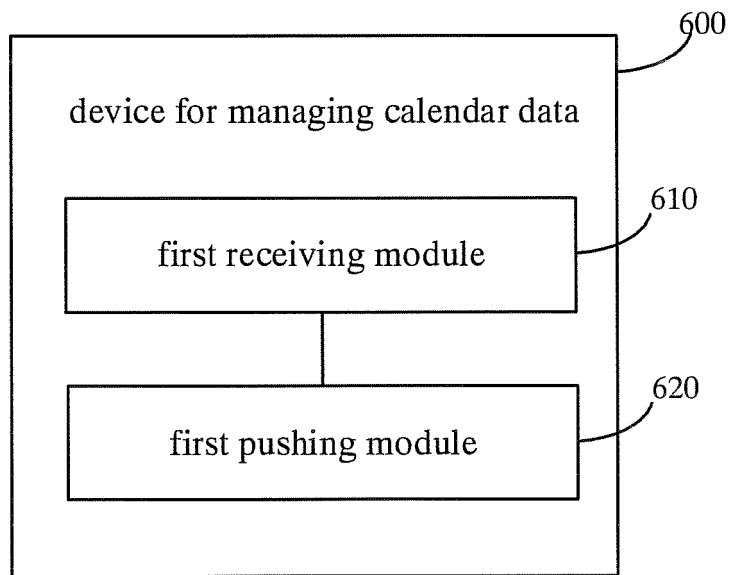 600
device for managing calendar data
610
first receiving module
620
first pushing module